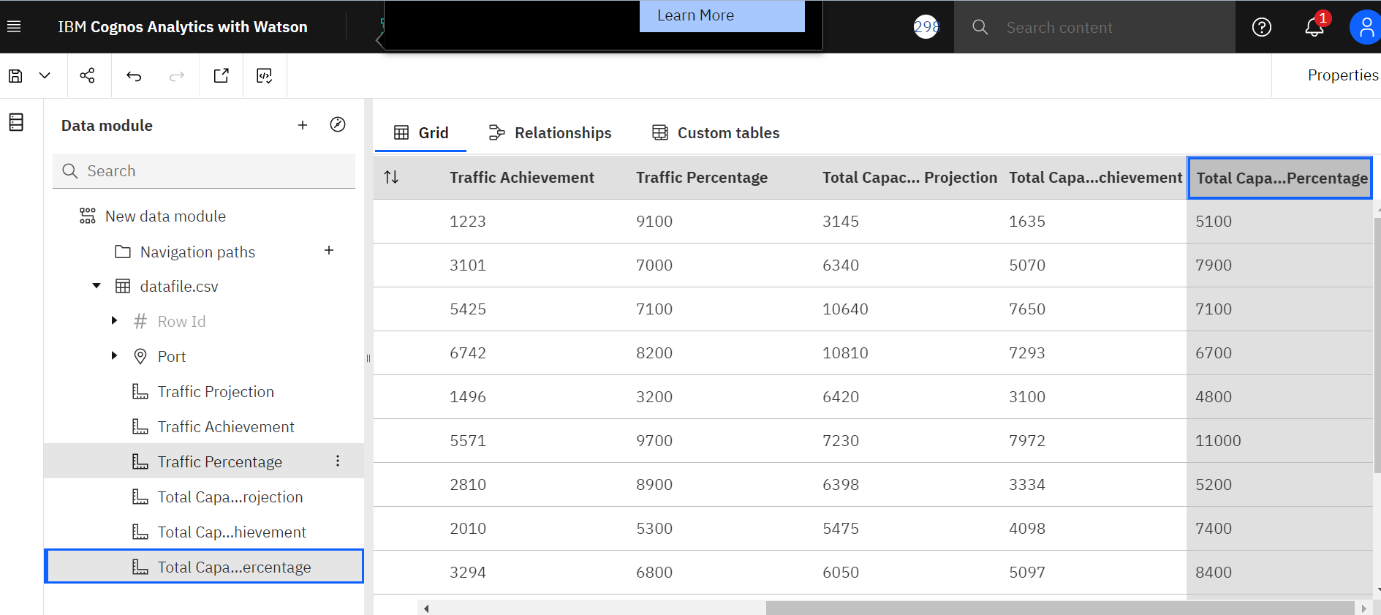 Learn More
IBM Cognos Analytics with Watson
298
Search content
1
Properties
Data module
Grid
Relationships
Custom tables
Search
New data module
Navigation paths
datafile.csv
Row Id
Port
Traffic Projection
Traffic Achievement
Traffic Percentage
Total Capa...rojection
Total Cap...hievement
Total Capa...ercentage
Traffic Achievement Traffic Percentage Total Capac... Projection Total Capa...chievement Total Capa...Percentage
1223 9100 3145 1635 5100
3101 7000 6340 5070 7900
5425 7100 10640 7650 7100
6742 8200 10810 7293 6700
1496 3200 6420 3100 4800
5571 9700 7230 7972 11000
2810 8900 6398 3334 5200
2010 5300 5475 4098 7400
3294 6800 6050 5097 8400